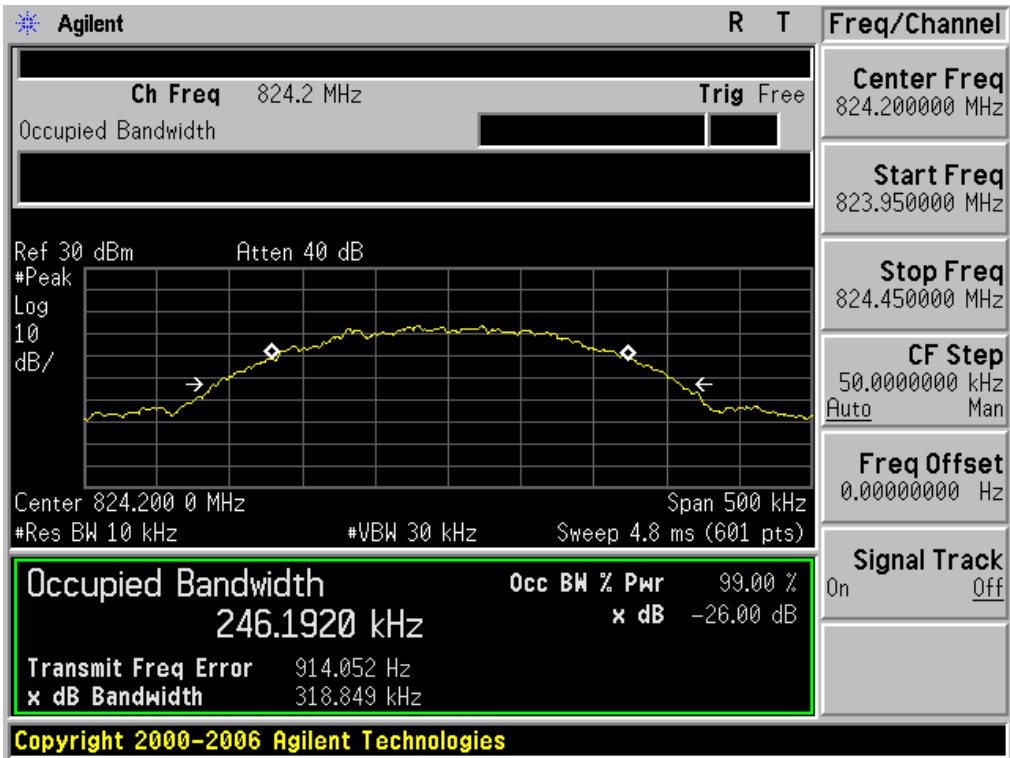 Agilent R T Freq/Channel
Ch Freq 824.2 MHz Trig Free
Occupied Bandwidth
Center Freq
824.200000 MHz
Start Freq
823.950000 MHz
Stop Freq
824.450000 MHz
CF Step
50.0000000 kHz
Auto Man
Freq Offset
0.00000000 Hz
Signal Track
On Off
Ref 30 dBm Atten 40 dB
#Peak
Log
10
dB/
Center 824.200 0 MHz Span 500 kHz
#Res BW 10 kHz #VBW 30 kHz Sweep 4.8 ms (601 pts)
Occupied Bandwidth Occ BW % Pwr 99.00 %
246.1920 kHz x dB -26.00 dB
Transmit Freq Error 914.052 Hz
x dB Bandwidth 318.849 kHz
Copyright 2000-2006 Agilent Technologies